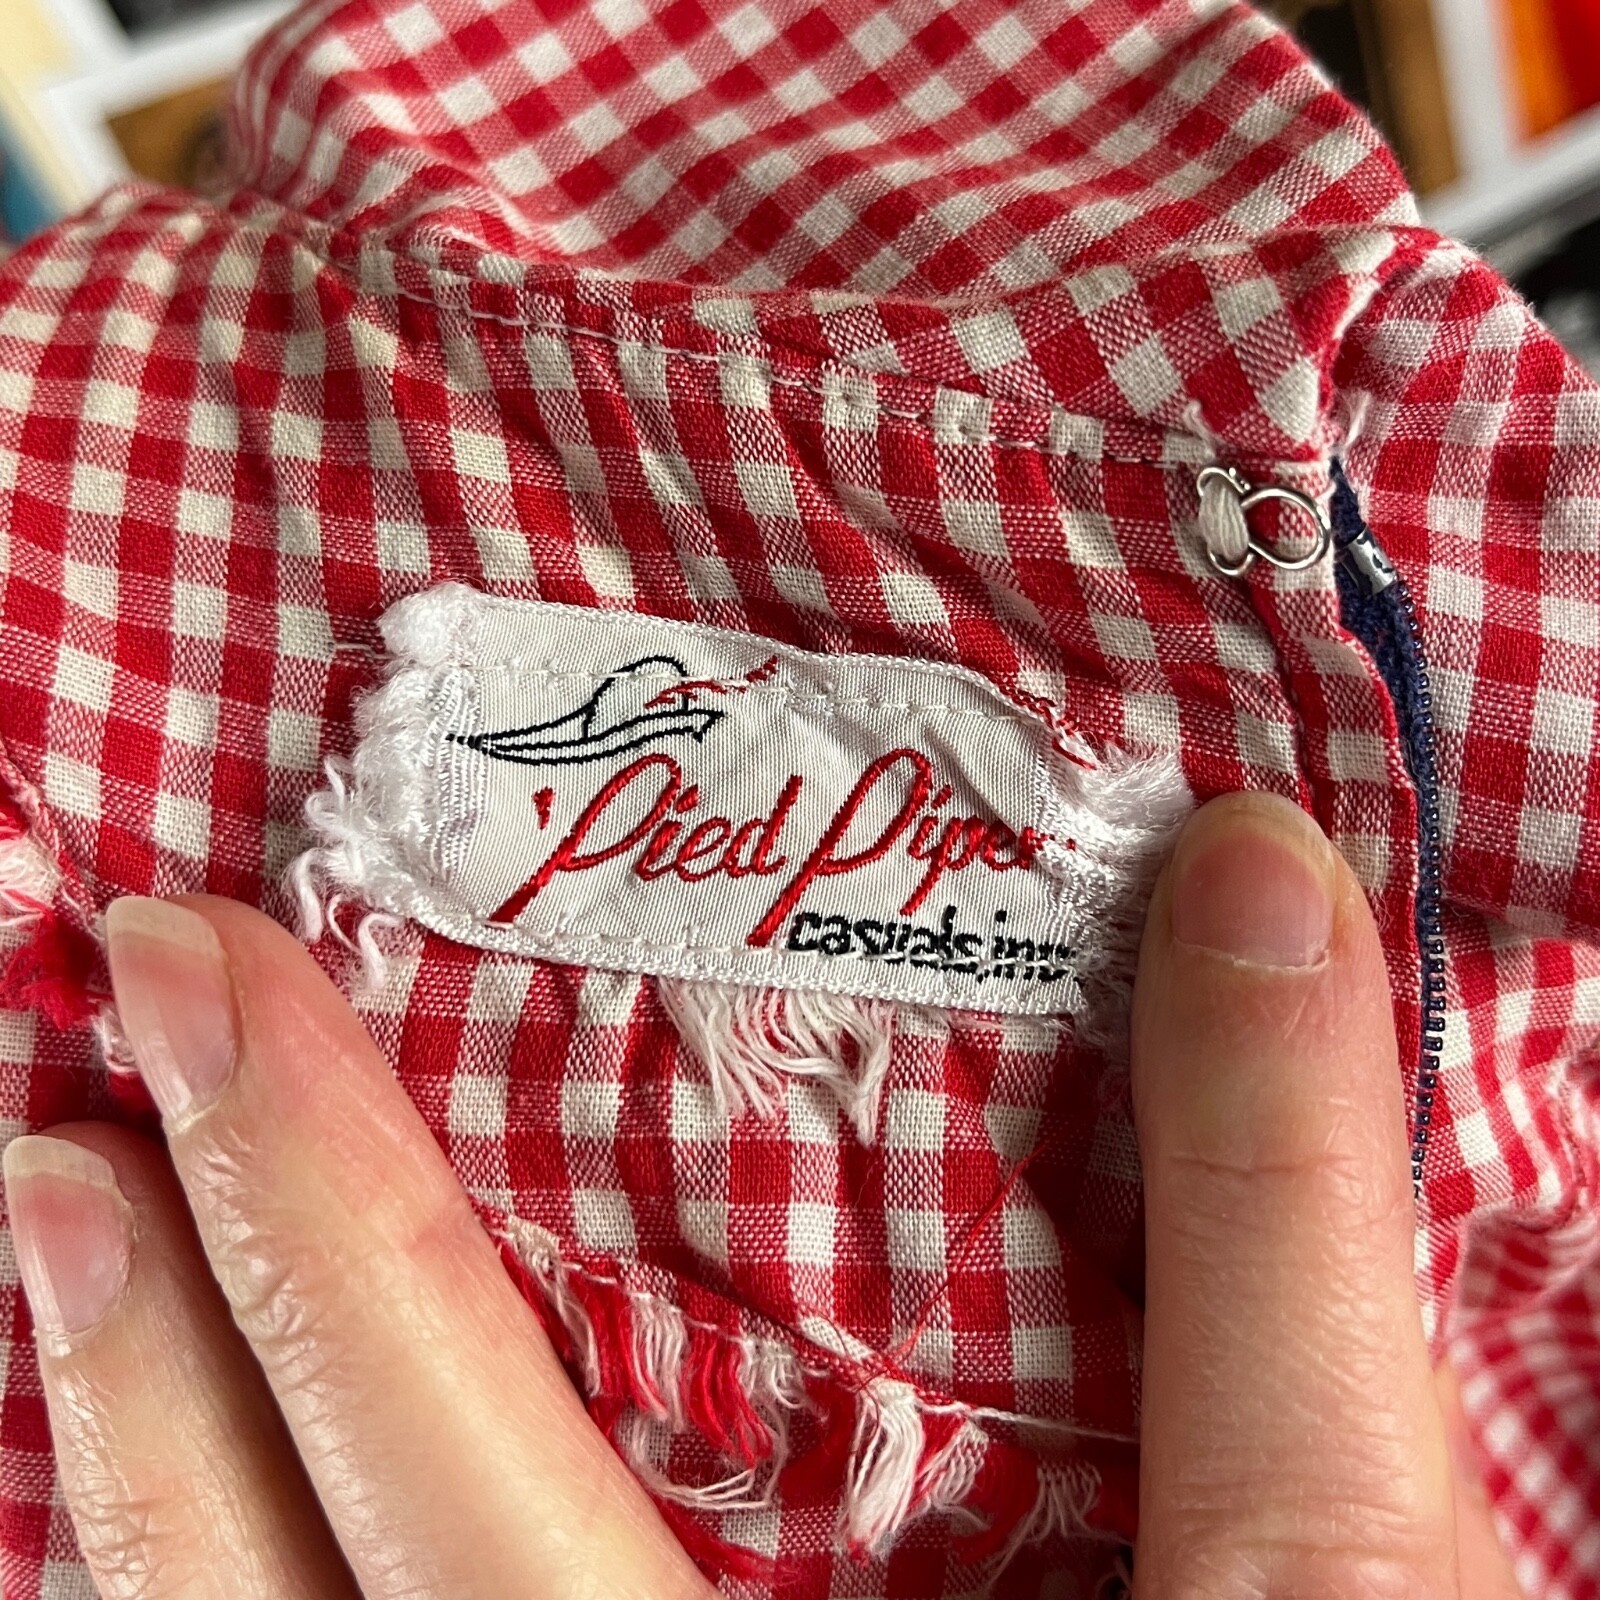 Pied Piper
casuals, inc.